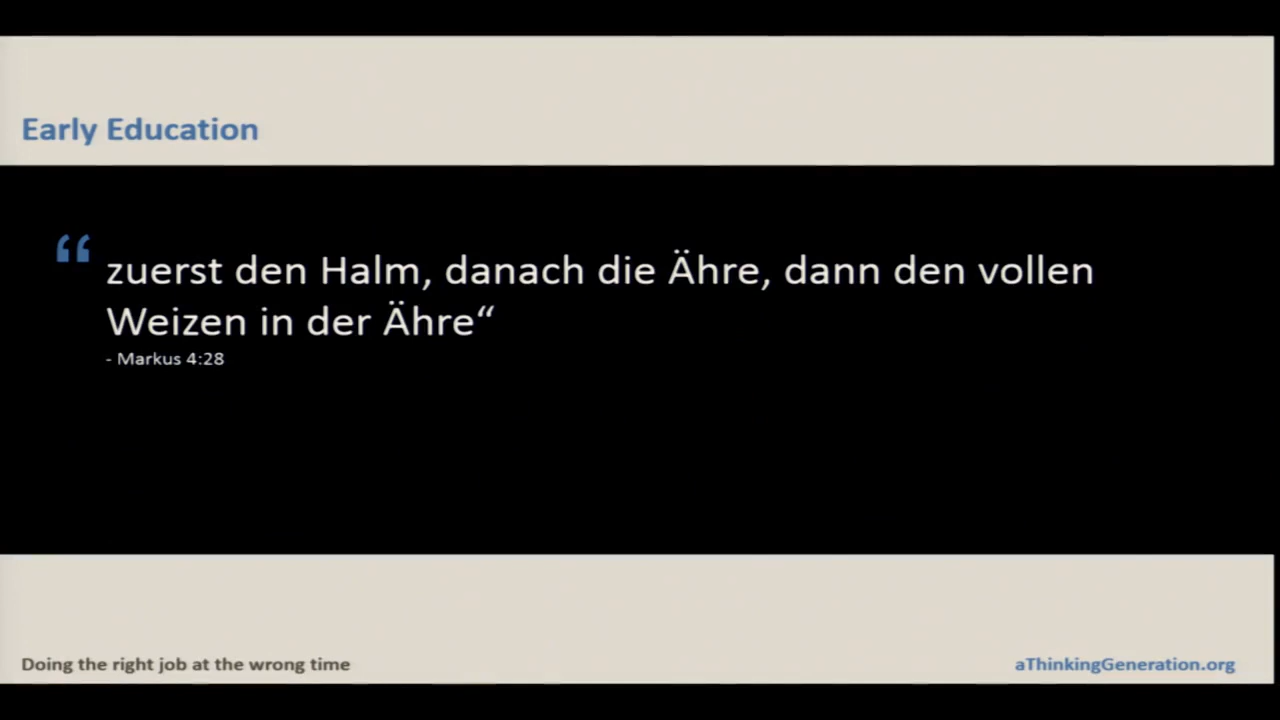 Early Education
“ zuerst den Halm, danach die Ähre, dann den vollen
Weizen in der Ähre“
- Markus 4:28
Doing the right job at the wrong time
aThinkingGeneration.org